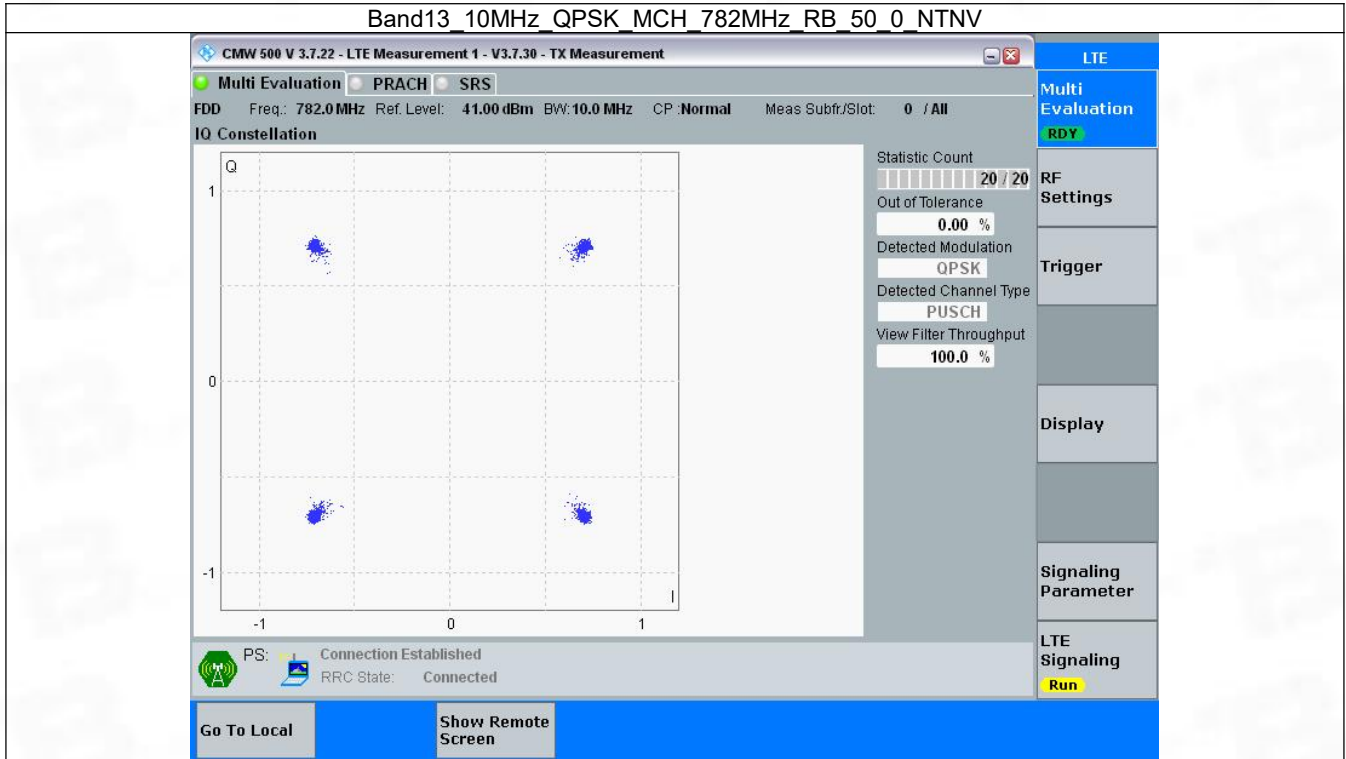 Band13_10MHz_QPSK_MCH_782MHz_RB_50_0_NTNV
CMW 500 V 3.7.22 - LTE Measurement 1 - V3.7.30 - TX Measurement
LTE
Multi Evaluation PRACH SRS
Multi
Evaluation
RDY
FDD Freq.: 782.0 MHz Ref. Level: 41.00 dBm BW: 10.0 MHz CP : Normal Meas Subfr./Slot: 0 / All
IQ Constellation
Q
1
0
-1
I
-1 0 1
Statistic Count
20 / 20
Out of Tolerance
0.00 %
Detected Modulation
QPSK
Detected Channel Type
PUSCH
View Filter Throughput
100.0 %
RF
Settings
Trigger
Display
Signaling
Parameter
LTE
Signaling
Run
PS: Connection Established
RRC State: Connected
Go To Local
Show Remote
Screen